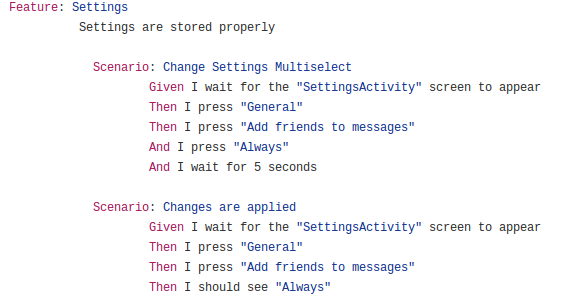 Feature: Settings
Settings are stored properly
Scenario: Change Settings Multiselect
Given I wait for the "SettingsActivity" screen to appear
Then I press "General"
Then I press "Add friends to messages"
And I press "Always"
And I wait for 5 seconds
Scenario: Changes are applied
Given I wait for the "SettingsActivity" screen to appear
Then I press "General"
Then I press "Add friends to messages"
Then I should see "Always"